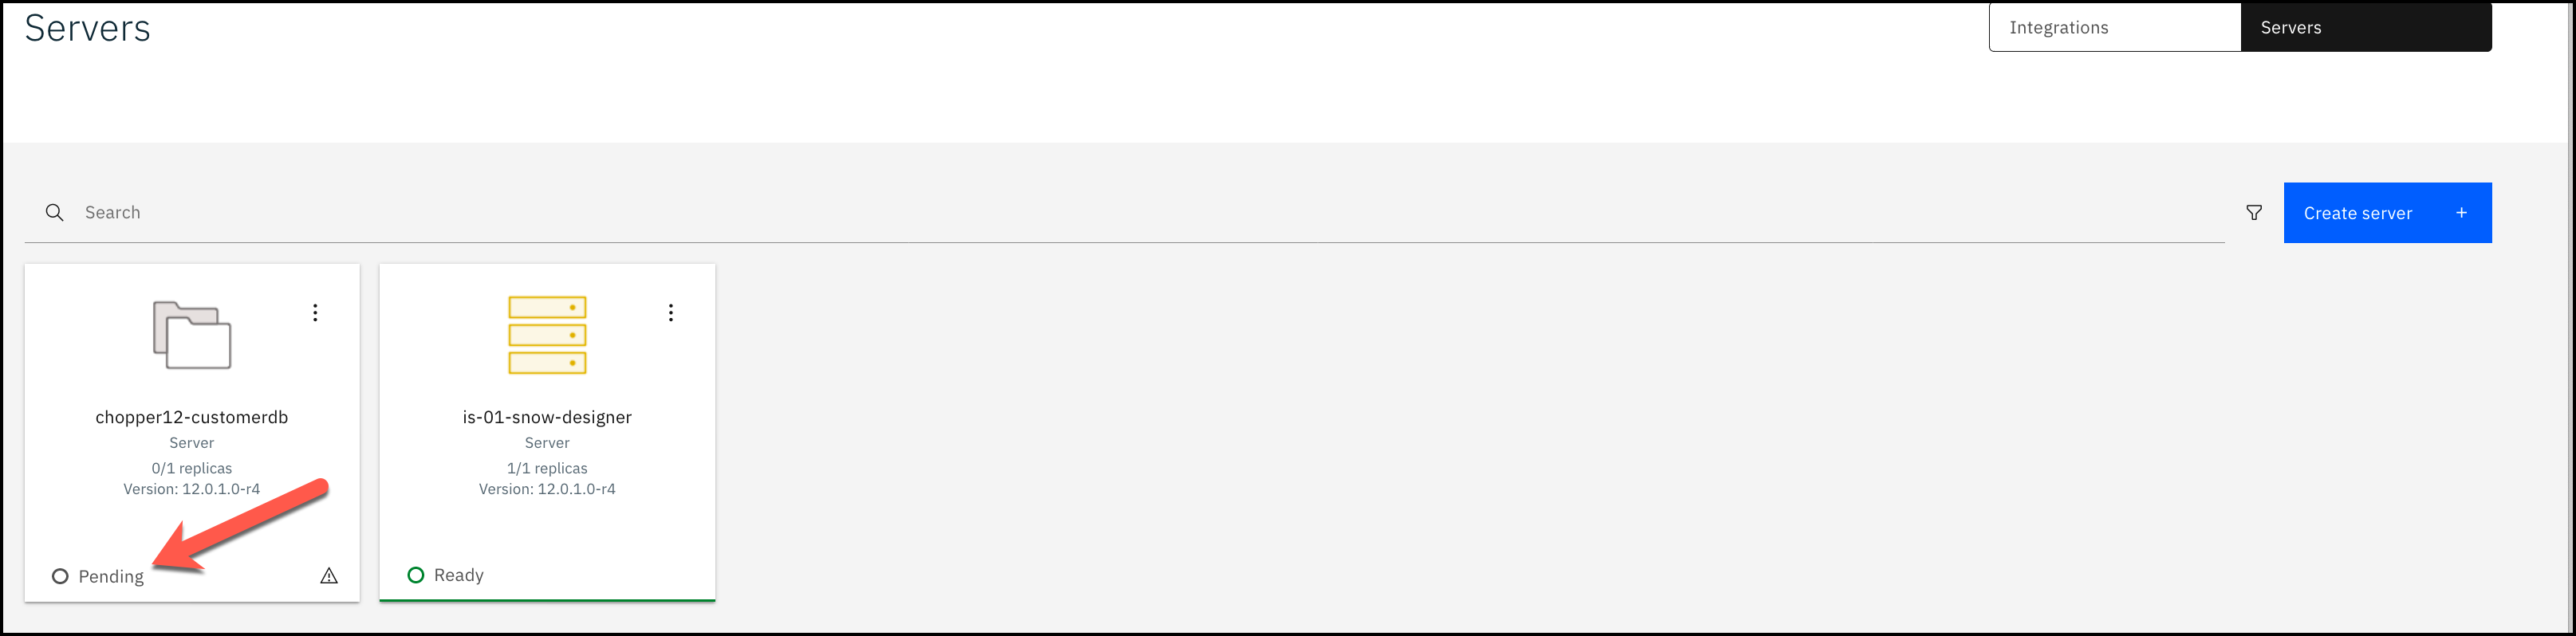 Servers
Integrations
Servers
Search
Create server +
chopper12-customerdb
Server
0/1 replicas
Version: 12.0.1.0-r4
Pending
is-01-snow-designer
Server
1/1 replicas
Version: 12.0.1.0-r4
Ready